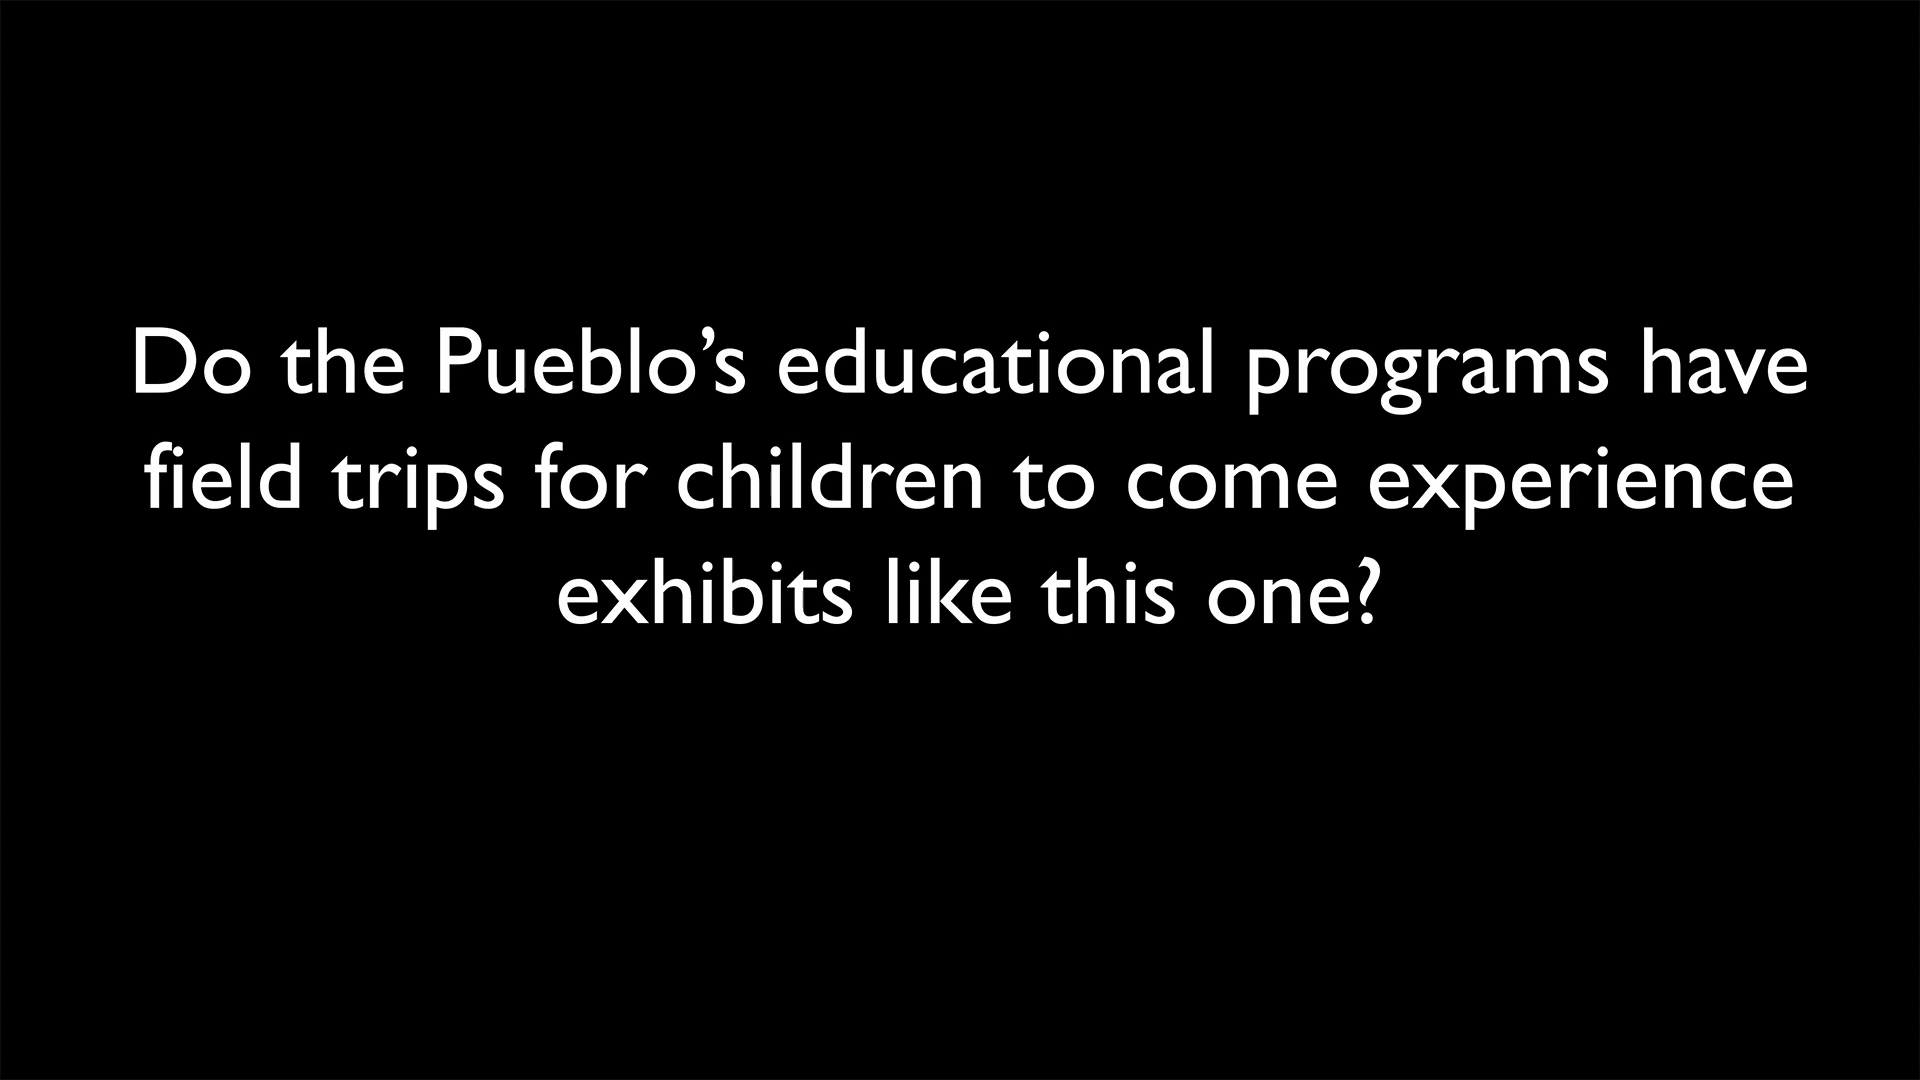 Do the Pueblo’s educational programs have
field trips for children to come experience
exhibits like this one?